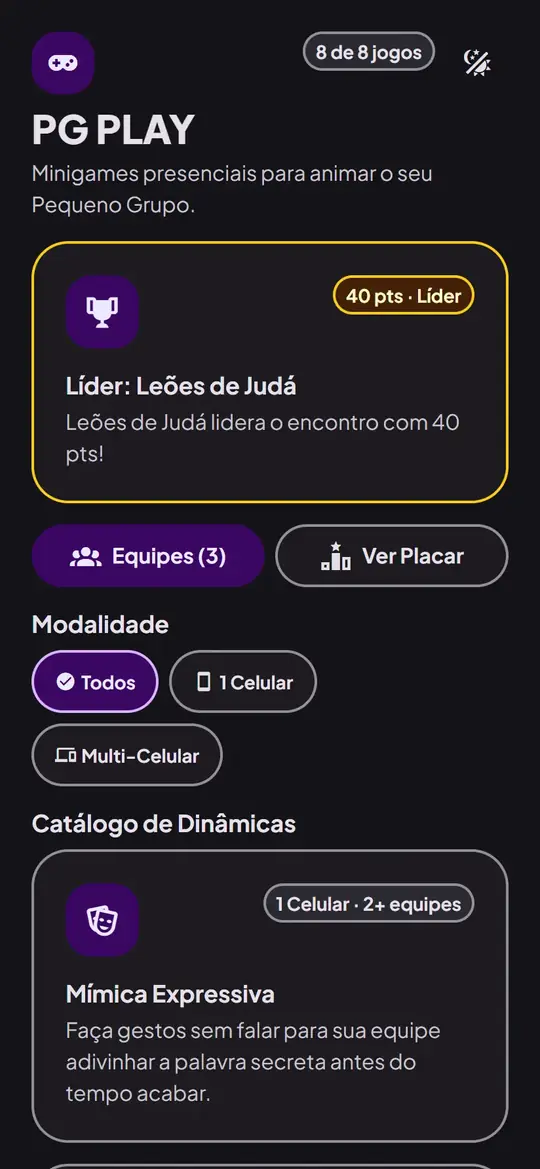 8 de 8 jogos
PG PLAY
Minigames presenciais para animar o seu
Pequeno Grupo.
40 pts · Líder
Líder: Leões de Judá
Leões de Judá lidera o encontro com 40
pts!
Equipes (3)
Ver Placar
Modalidade
Todos
1 Celular
Multi-Celular
Catálogo de Dinâmicas
1 Celular · 2+ equipes
Mímica Expressiva
Faça gestos sem falar para sua equipe
adivinhar a palavra secreta antes do
tempo acabar.